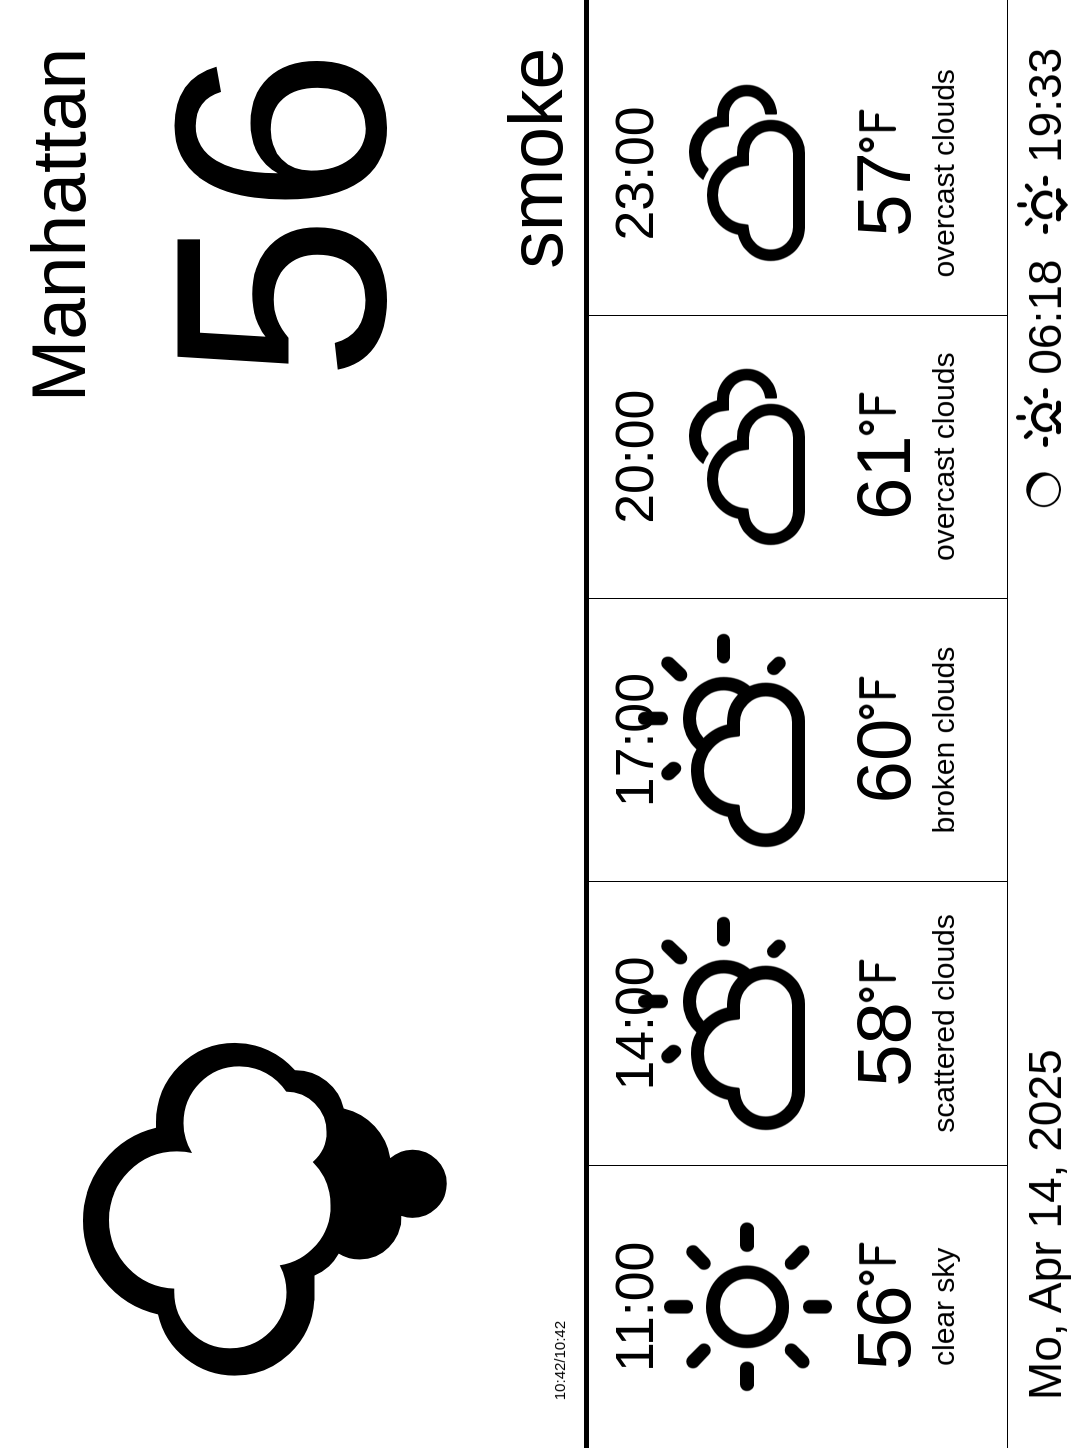 Manhattan
56
smoke
10:42/10:42
11:00 14:00 17:00 20:00 23:00
56°F 58°F 60°F 61°F 57°F
clear sky scattered clouds broken clouds overcast clouds overcast clouds
Mo, Apr 14, 2025 06:18 19:33